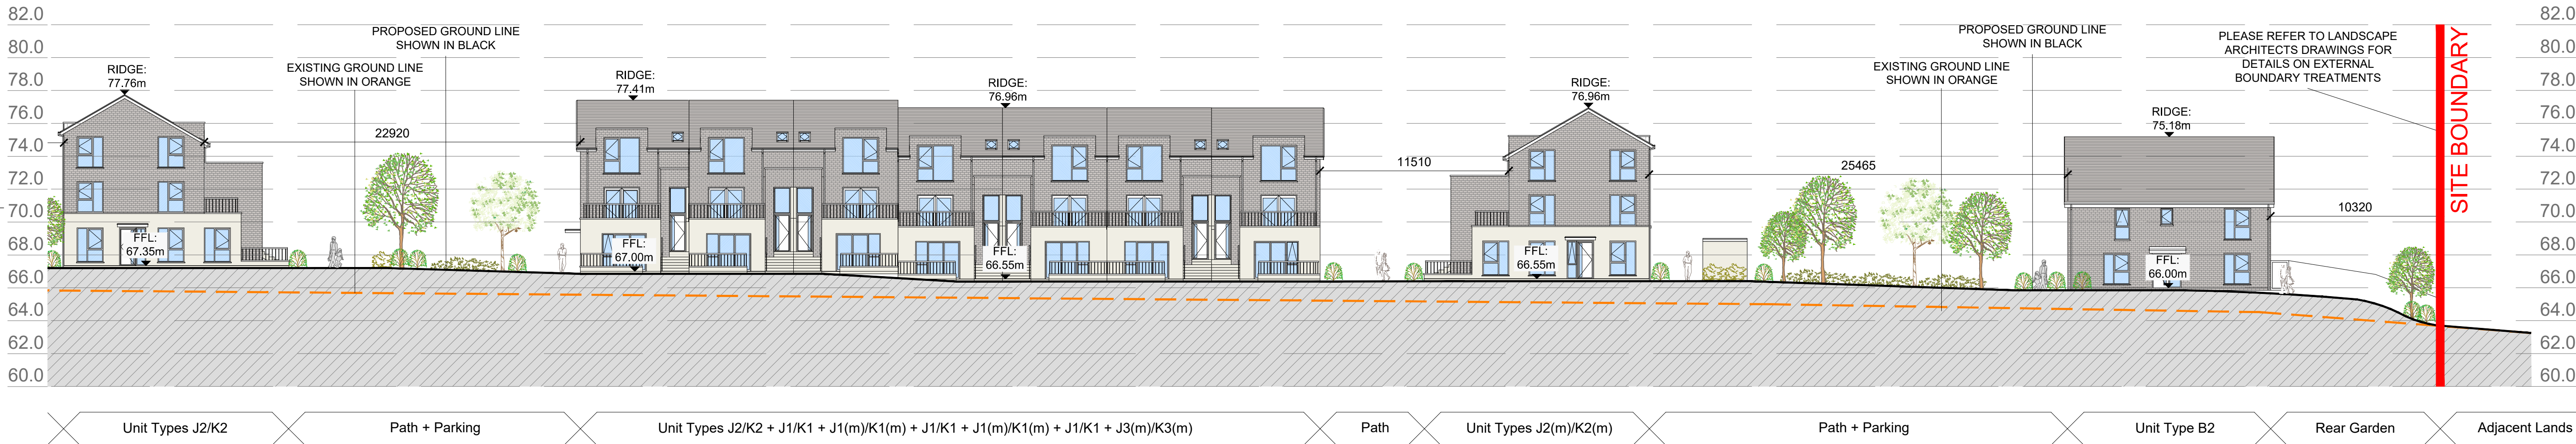 82.0
80.0
78.0
76.0
74.0
72.0
70.0
68.0
66.0
64.0
62.0
60.0
RIDGE:
77.76m
EXISTING GROUND LINE
SHOWN IN ORANGE
PROPOSED GROUND LINE
SHOWN IN BLACK
22920
FFL:
67.35m
RIDGE:
77.41m
FFL:
67.00m
RIDGE:
76.96m
FFL:
66.55m
11510
RIDGE:
76.96m
FFL:
66.55m
25465
EXISTING GROUND LINE
SHOWN IN ORANGE
PROPOSED GROUND LINE
SHOWN IN BLACK
RIDGE:
75.18m
FFL:
66.00m
10320
PLEASE REFER TO LANDSCAPE
ARCHITECTS DRAWINGS FOR
DETAILS ON EXTERNAL
BOUNDARY TREATMENTS
SITE BOUNDARY
82.0
80.0
78.0
76.0
74.0
72.0
70.0
68.0
66.0
64.0
62.0
60.0
Unit Types J2/K2
Path + Parking
Unit Types J2/K2 + J1/K1 + J1(m)/K1(m) + J1/K1 + J1(m)/K1(m) + J1/K1 + J3(m)/K3(m)
Path
Unit Types J2(m)/K2(m)
Path + Parking
Unit Type B2
Rear Garden
Adjacent Lands